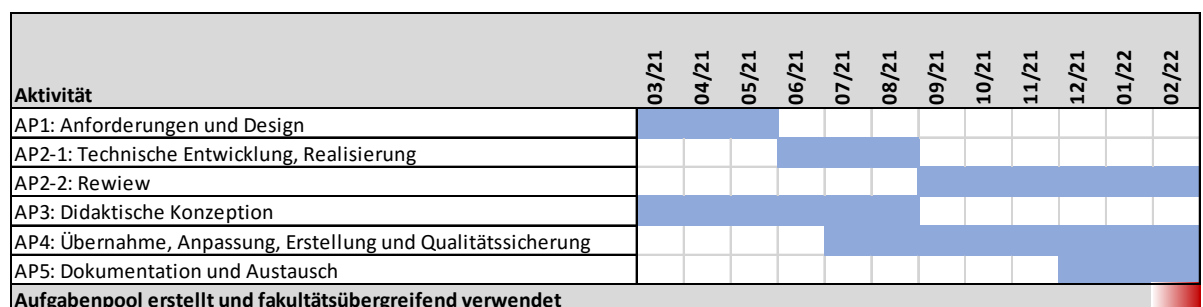 Aktivität 03/21 04/21 05/21 06/21 07/21 08/21 09/21 10/21 11/21 12/21 01/22 02/22
AP1: Anforderungen und Design
AP2-1: Technische Entwicklung, Realisierung
AP2-2: Rewiew
AP3: Didaktische Konzeption
AP4: Übernahme, Anpassung, Erstellung und Qualitätssicherung
AP5: Dokumentation und Austausch
Aufgabenpool erstellt und fakultätsübergreifend verwendet